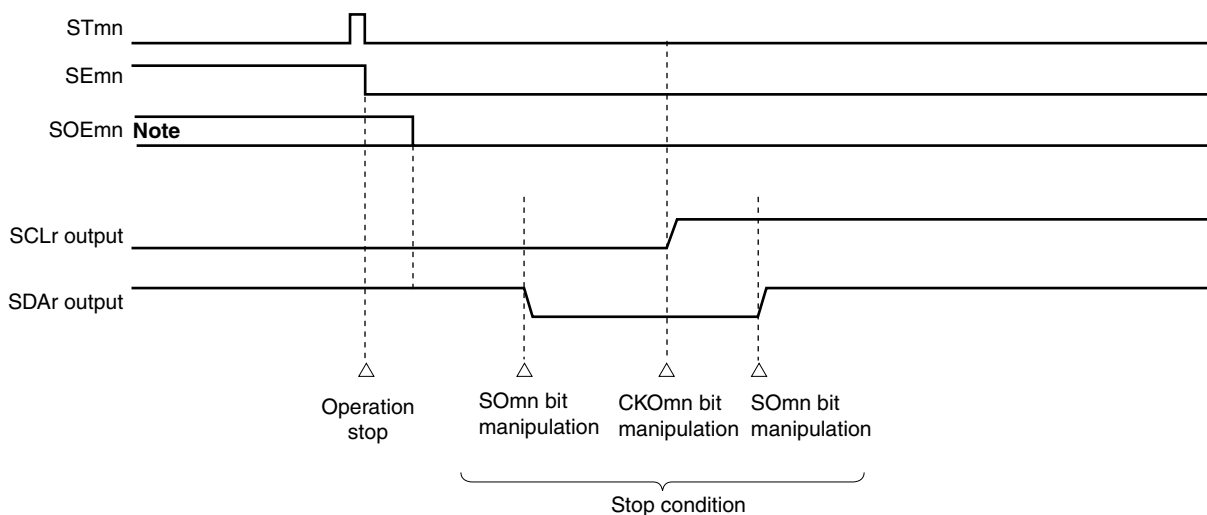 STmn
SEmn
SOEmn Note
SCLr output
SDAr output
Operation
stop
SOmn bit
manipulation
CKOmn bit
manipulation
SOmn bit
manipulation
Stop condition